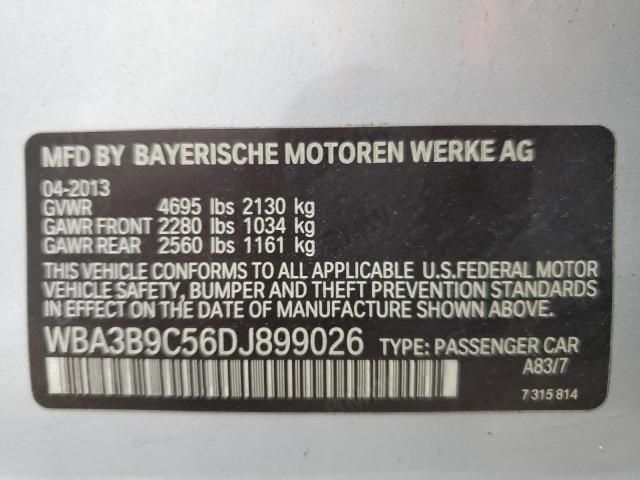 MFD BY BAYERISCHE MOTOREN WERKE AG
04-2013
GVWR 4695 lbs 2130 kg
GAWR FRONT 2280 lbs 1034 kg
GAWR REAR 2560 lbs 1161 kg
THIS VEHICLE CONFORMS TO ALL APPLICABLE U.S.FEDERAL MOTOR
VEHICLE SAFETY, BUMPER AND THEFT PREVENTION STANDARDS
IN EFFECT ON THE DATE OF MANUFACTURE SHOWN ABOVE.
WBA3B9C56DJ899026 TYPE: PASSENGER CAR
A83/7
7 315 814